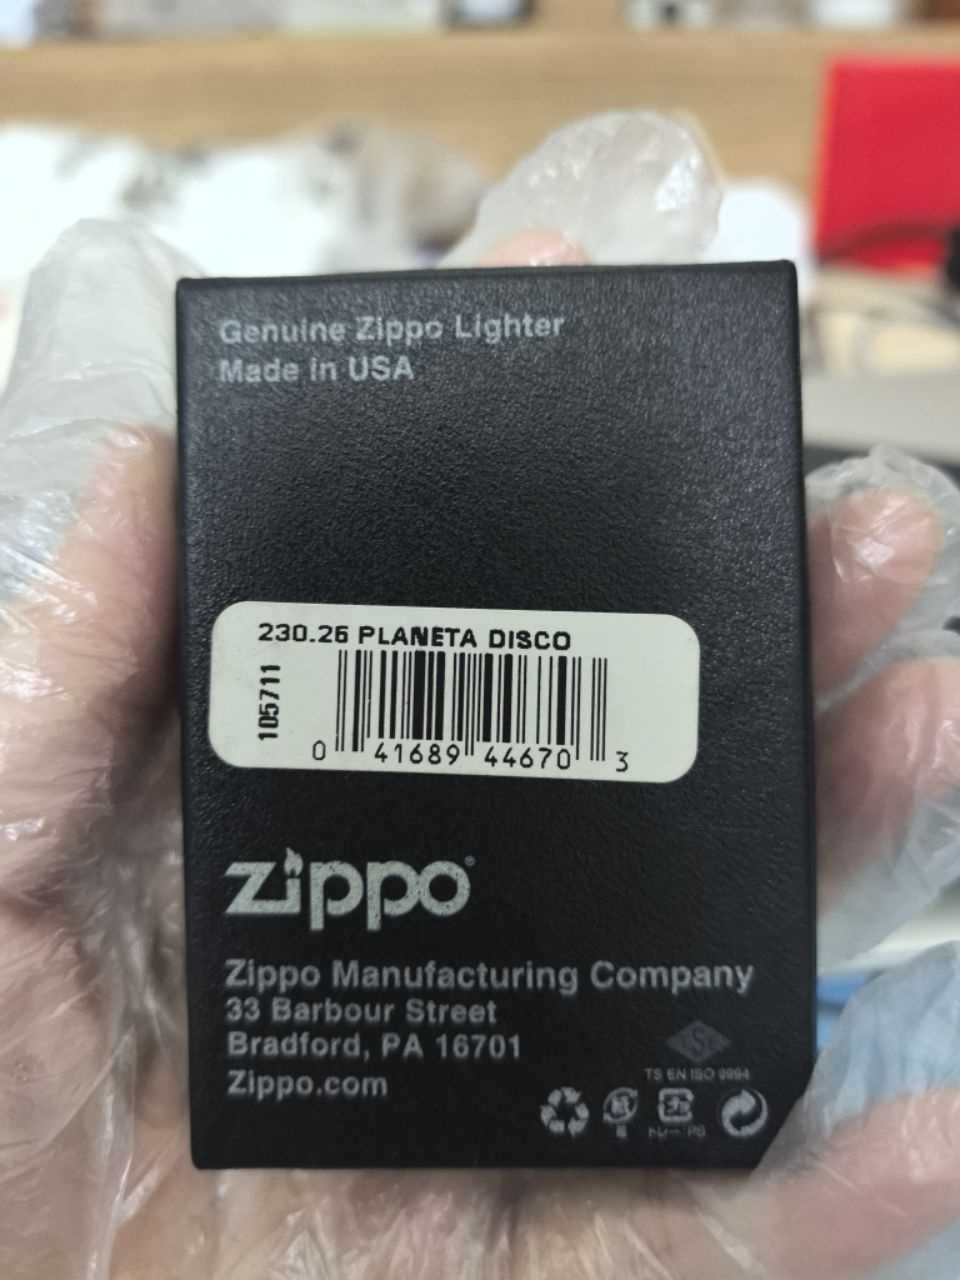 Genuine Zippo Lighter
Made in USA
230.26 PLANETA DISCO
105711
0 41689 44670 3
zippo®
Zippo Manufacturing Company
33 Barbour Street
Bradford, PA 16701
Zippo.com
TS EN ISO 9994